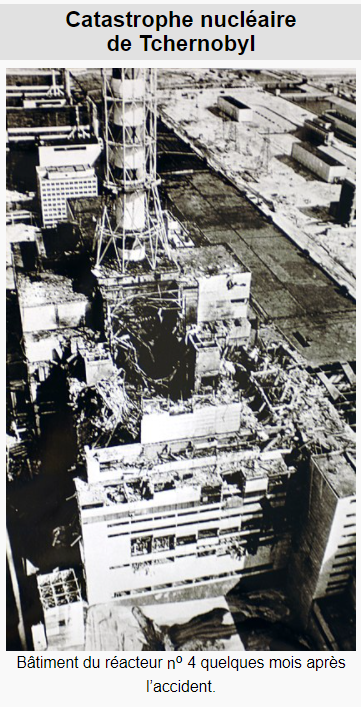 Catastrophe nucléaire
de Tchernobyl
Bâtiment du réacteur nº 4 quelques mois après
l’accident.